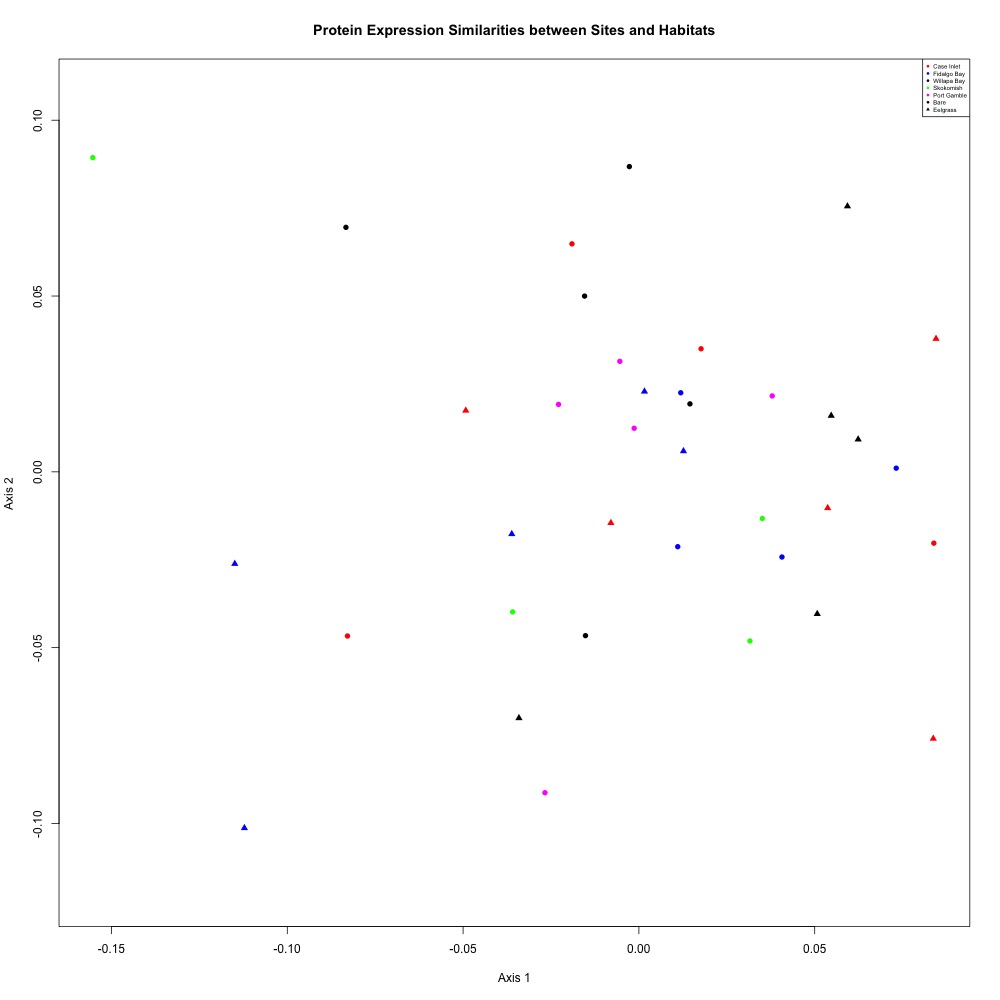 Protein Expression Similarities between Sites and Habitats
Case Inlet
Fidalgo Bay
Willapa Bay
Skokomish
Port Gamble
Bare
Eelgrass
0.10
0.05
0.00
-0.05
-0.10
Axis 2
-0.15
-0.10
-0.05
0.00
0.05
Axis 1